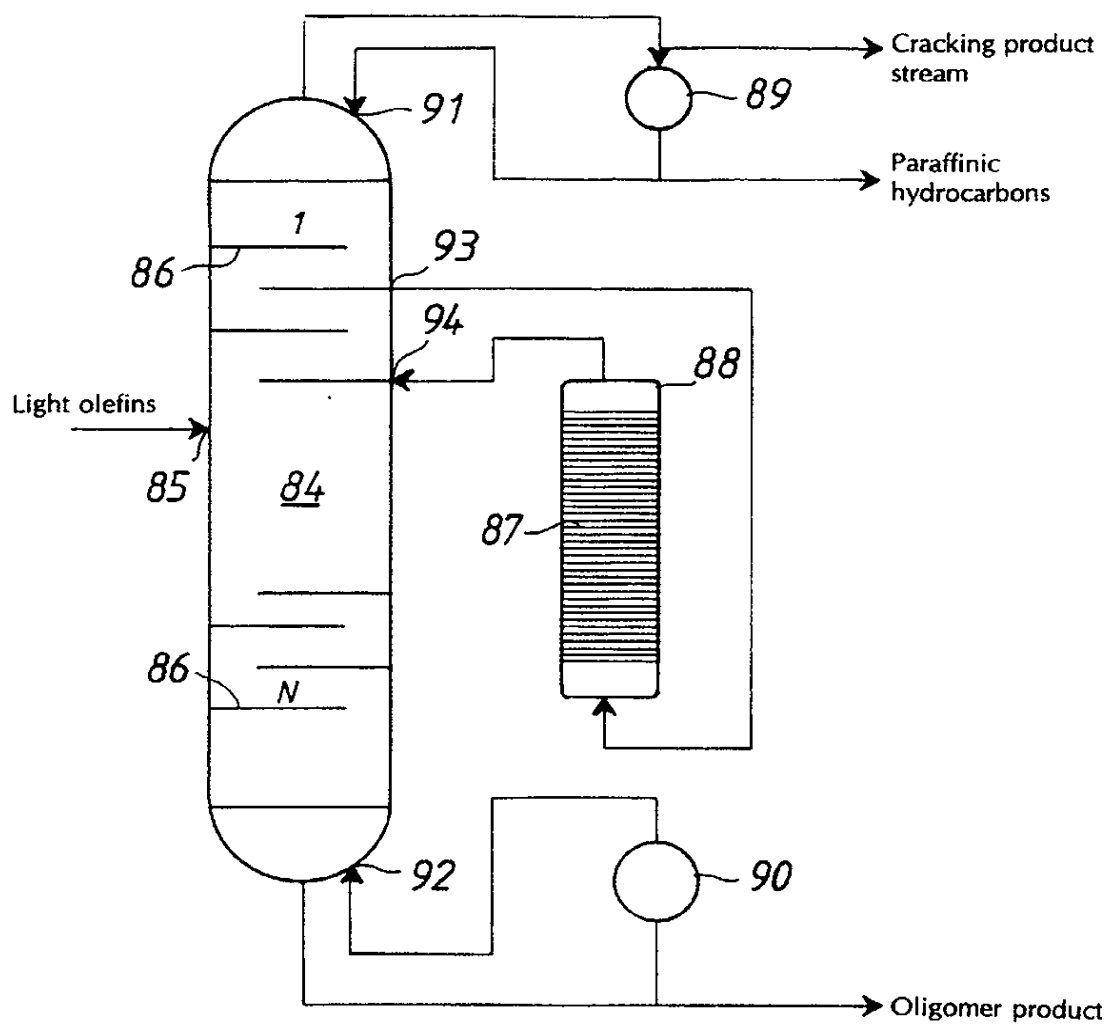 Cracking product
stream
89
91
Paraffinic
hydrocarbons
1
86
93
94
88
Light olefins
85
84
87
86
N
92
90
Oligomer product